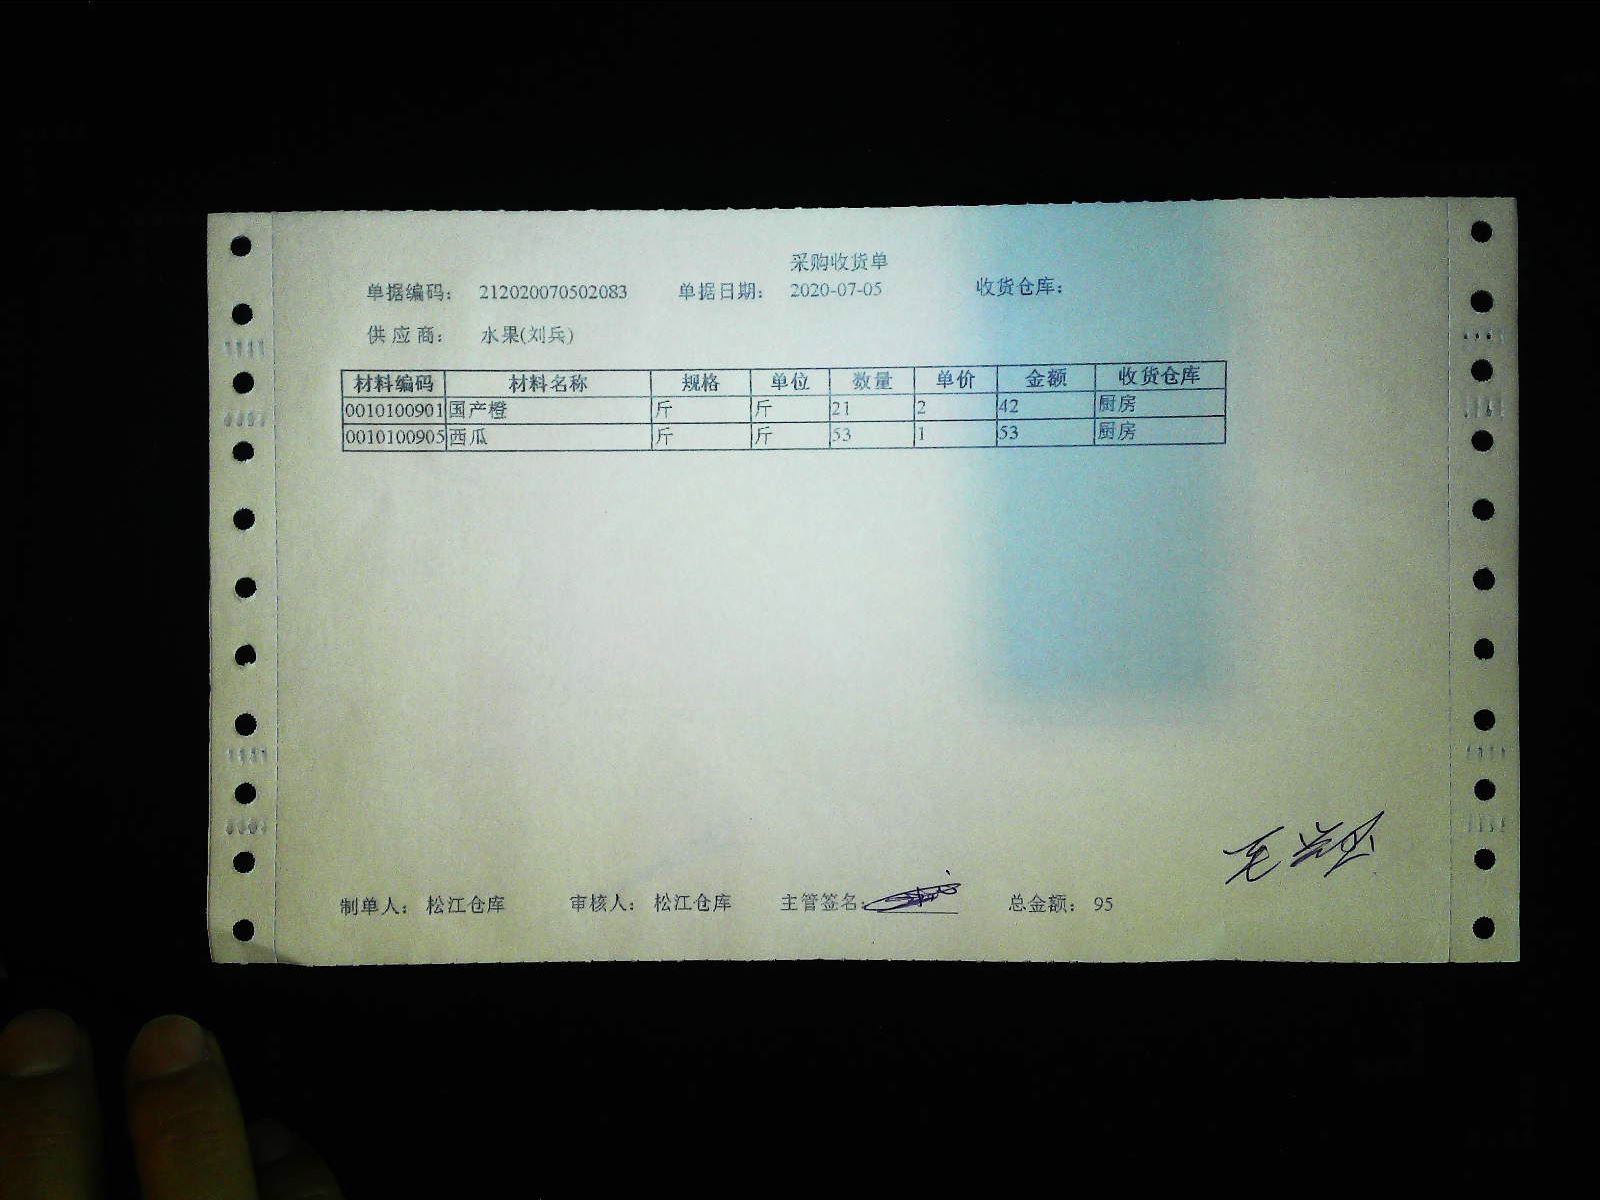 采购收货单
单据编码： 212020070502083 单据日期： 2020-07-05 收货仓库：
供应商： 水果(刘兵)
材料编码 材料名称 规格 单位 数量 单价 金额 收货仓库
0010100901 国产橙 斤 斤 21 2 42 厨房
0010100905 西瓜 斤 斤 53 1 53 厨房
制单人： 松江仓库 审核人： 松江仓库 主管签名： 总金额： 95